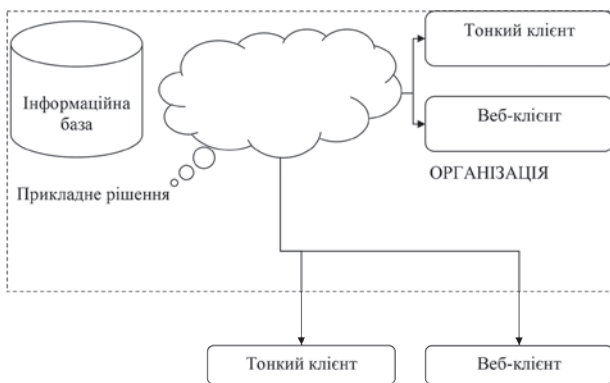 Тонкий клієнт
Інформаційна
база
Веб-клієнт
ОРГАНІЗАЦІЯ
Прикладне рішення
Тонкий клієнт
Веб-клієнт